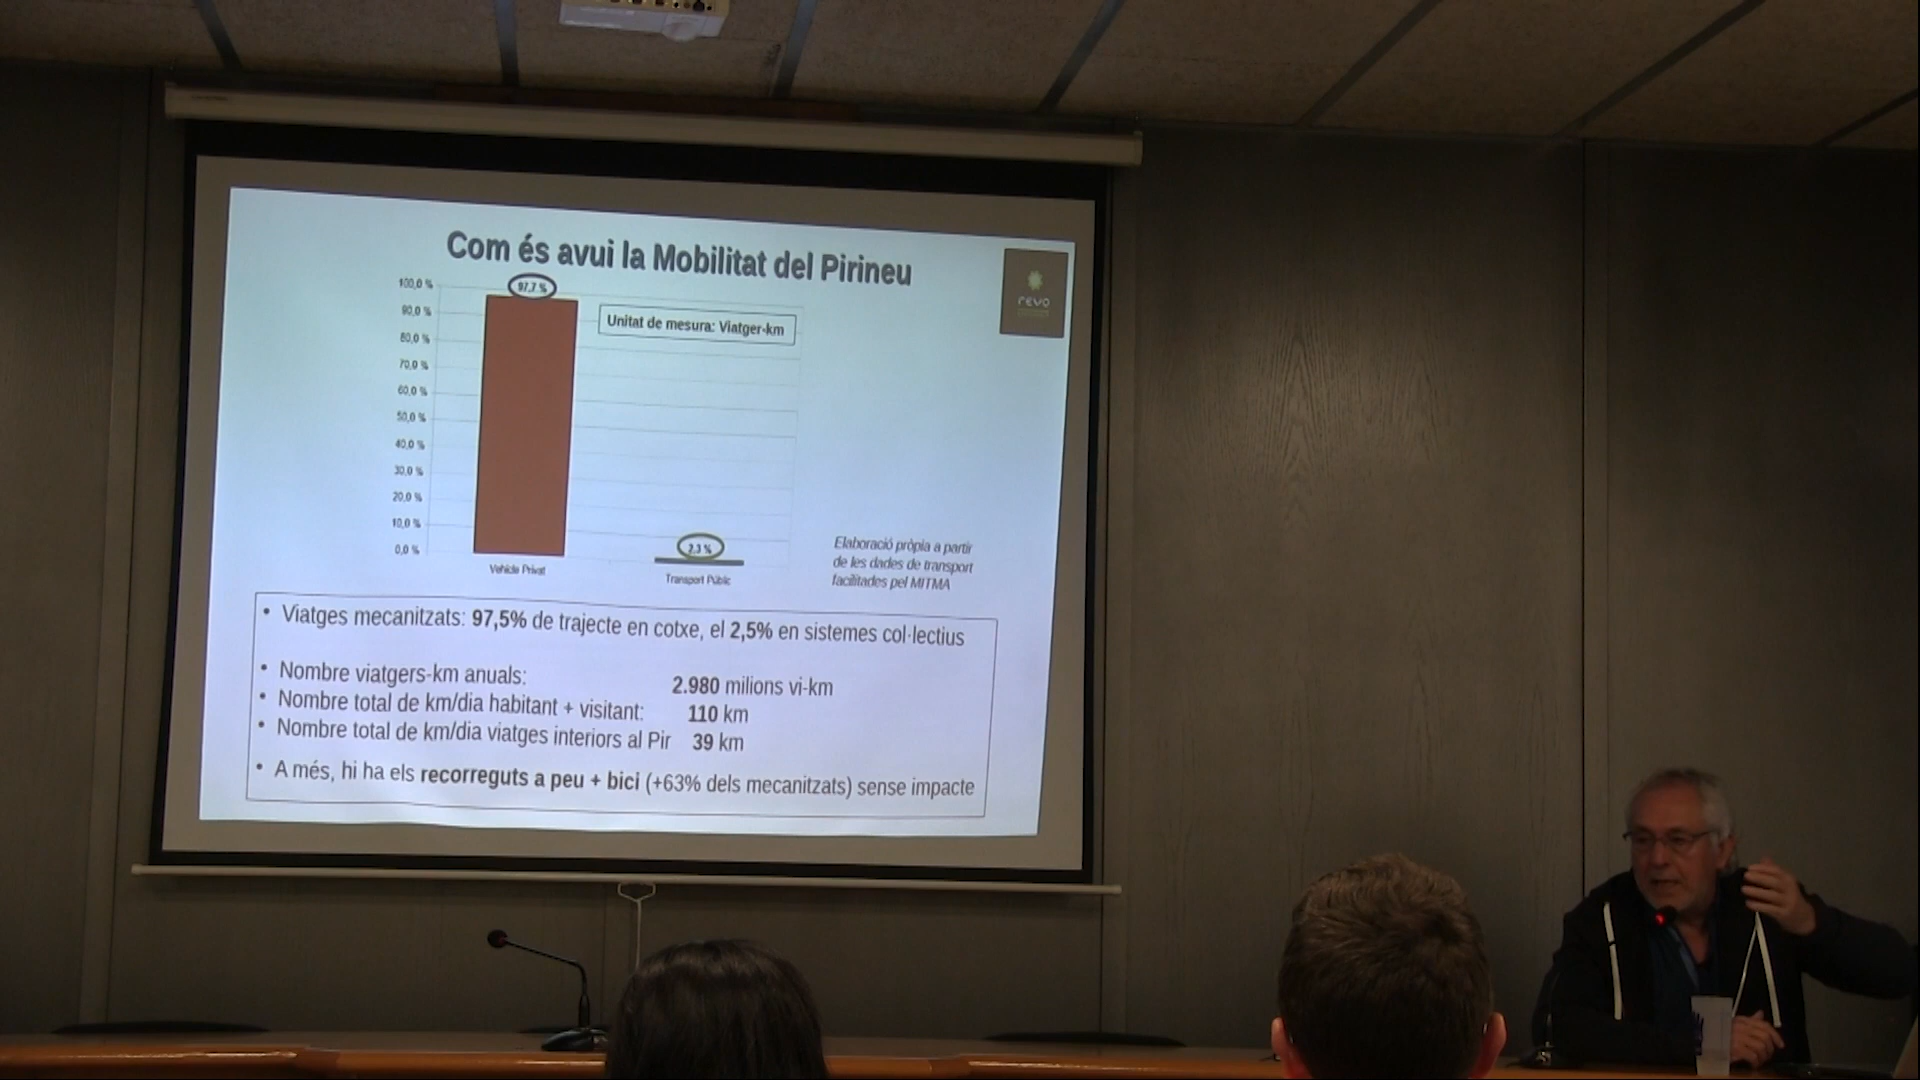 Com és avui la Mobilitat del Pirineu
100,0 %
90,0 %
80,0 %
70,0 %
60,0 %
50,0 %
40,0 %
30,0 %
20,0 %
10,0 %
0,0 %
97,7 %
Unitat de mesura: Viatger-km
2,3 %
Vehicle Privat
Transport Públic
revo
Elaboració pròpia a partir
de les dades de transport
facilitades pel MITMA
• Viatges mecanitzats: 97,5% de trajecte en cotxe, el 2,5% en sistemes col·lectius
• Nombre viatgers-km anuals: 2.980 milions vi-km
• Nombre total de km/dia habitant + visitant: 110 km
• Nombre total de km/dia viatges interiors al Pir 39 km
• A més, hi ha els recorreguts a peu + bici (+63% dels mecanitzats) sense impacte